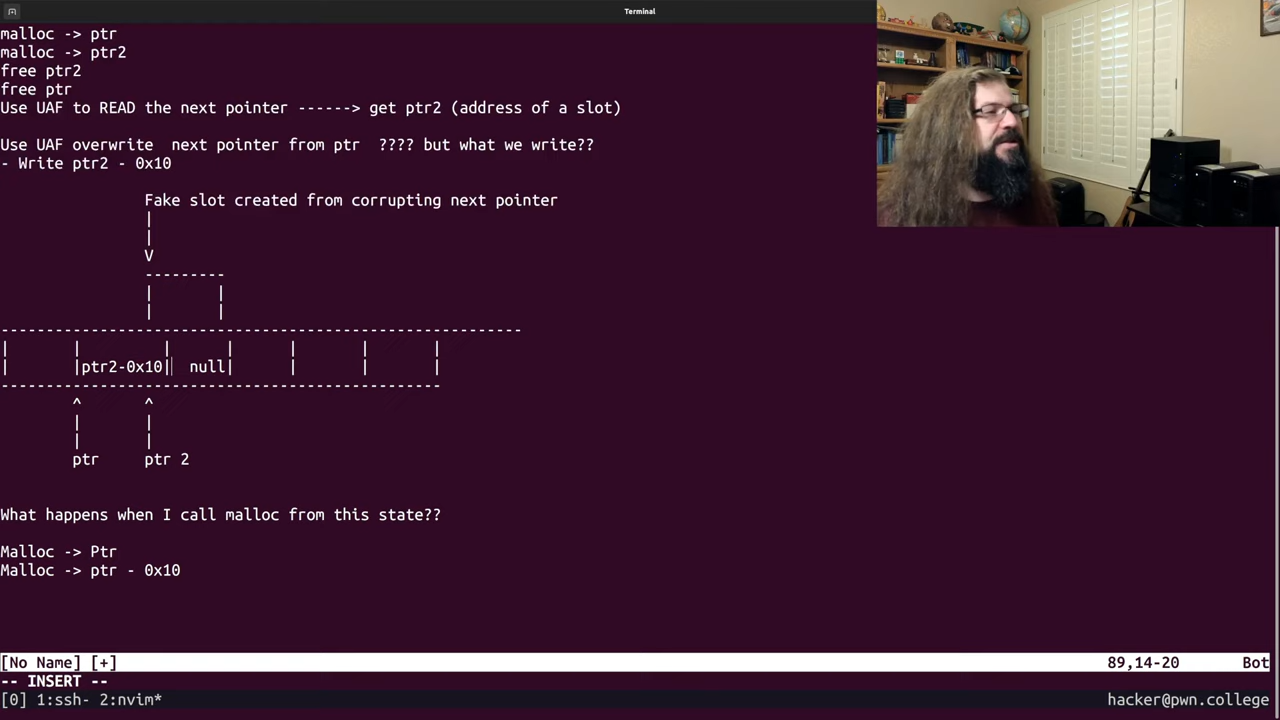 Terminal
malloc -> ptr
malloc -> ptr2
free ptr2
free ptr
Use UAF to READ the next pointer ------> get ptr2 (address of a slot)
Use UAF overwrite  next pointer from ptr  ???? but what we write??
- Write ptr2 - 0x10
Fake slot created from corrupting next pointer
|
|
V
---------
|       |
|       |
----------------------------------------------------------
|       |         |      |      |       |       |
|       |ptr2-0x10||  null|      |       |       |
-------------------------------------------------
^       ^
|       |
|       |
ptr     ptr 2
What happens when I call malloc from this state??
Malloc -> Ptr
Malloc -> ptr - 0x10
[No Name] [+] 89,14-20 Bot
-- INSERT --
[0] 1:ssh- 2:nvim* hacker@pwn.college